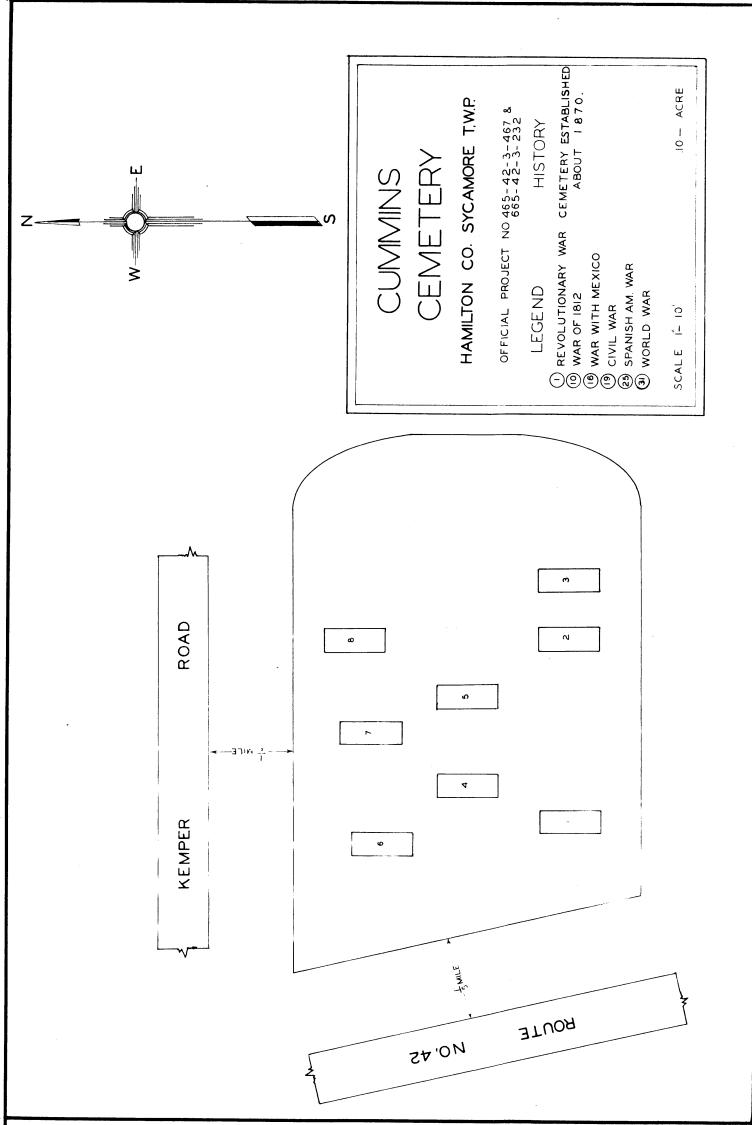 N
W
E
S
CUMMINS
CEMETERY
HAMILTON CO. SYCAMORE T.W.P.
OFFICIAL PROJECT NO. 465-42-3-467 &
665-42-3-232
LEGEND
HISTORY
1 REVOLUTIONARY WAR
10 WAR OF 1812
18 WAR WITH MEXICO
19 CIVIL WAR
25 SPANISH AM. WAR
31 WORLD WAR
CEMETERY ESTABLISHED
ABOUT 1870.
SCALE 1"- 10'
.10 - ACRE
KEMPER ROAD
MILE
8
7
6
5
4
3
2
1
MILE
ROUTE NO. 42